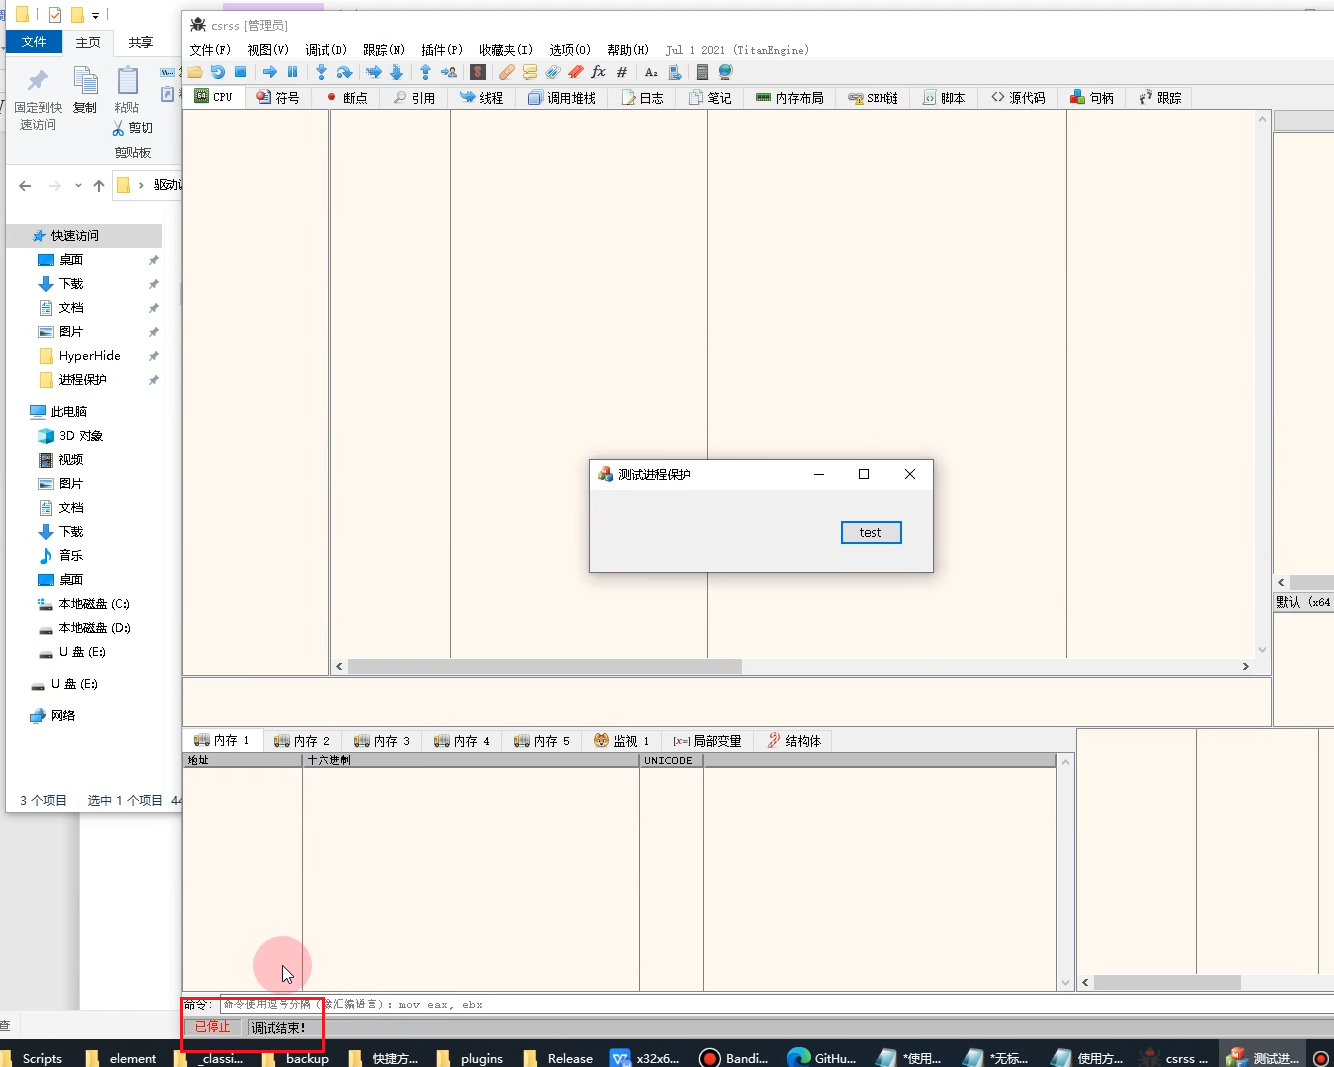 csrss [管理员]
文件(F) 视图(V) 调试(D) 跟踪(N) 插件(P) 收藏夹(I) 选项(O) 帮助(H) Jul 1 2021 (TitanEngine)
CPU 符号 断点 引用 线程 调用堆栈 日志 笔记 内存布局 SEH链 脚本 源代码 句柄 跟踪
文件 主页 共享
固定到快
速访问
复制
粘贴
剪切
剪贴板
驱动
快速访问
桌面
下载
文档
图片
HyperHide
进程保护
此电脑
3D 对象
视频
图片
文档
下载
音乐
桌面
本地磁盘 (C:)
本地磁盘 (D:)
U 盘 (E:)
U 盘 (E:)
网络
3 个项目 选中 1 个项目 44
测试进程保护
test
默认 (x64
内存 1 内存 2 内存 3 内存 4 内存 5 监视 1 [x=]局部变量 结构体
地址 十六进制 UNICODE
命令: 命令使用逗号分隔（像汇编语言）: mov eax, ebx
已停止 调试结束!
查
Scripts element _classi... backup 快捷方... plugins Release x32x6... Bandi... GitHu... *使用... *无标... 使用方... csrss ... 测试进...